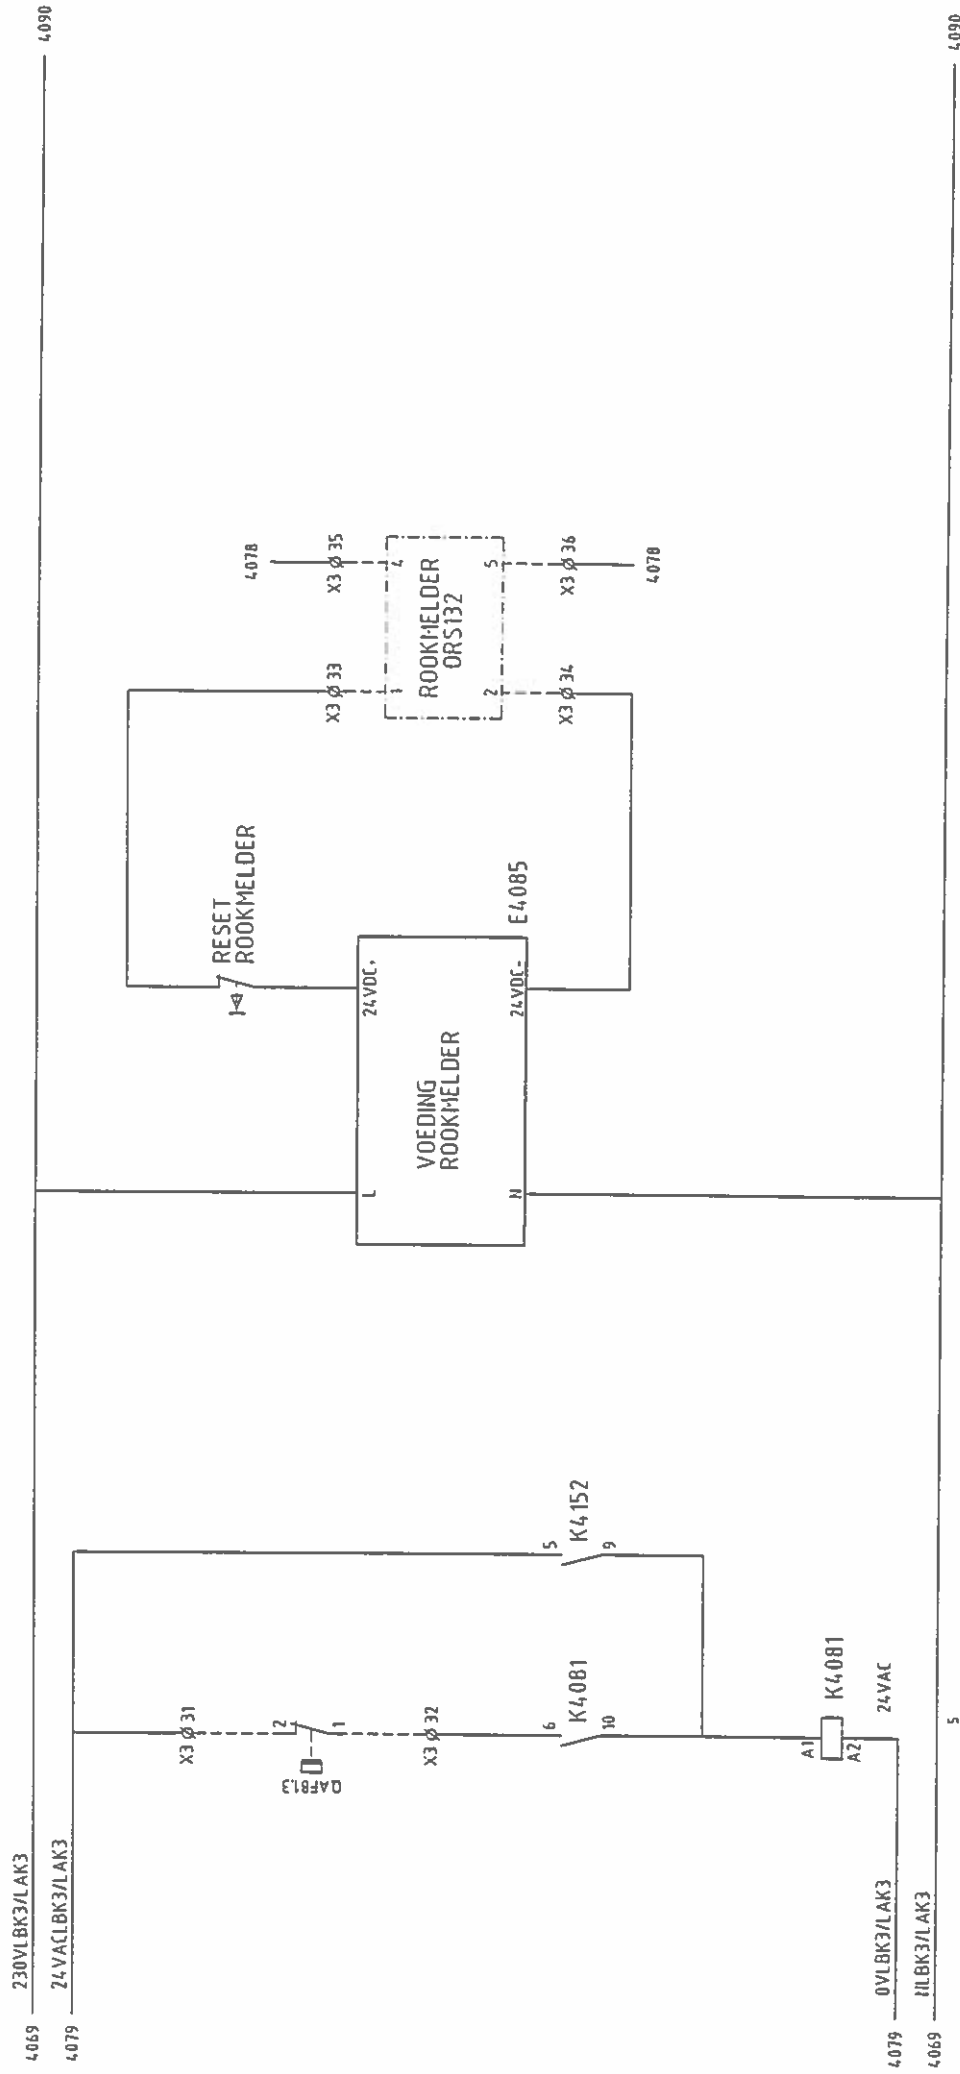 4069
230VLBK3/LAK3
4090
4079
24VACLBK3/LAK3
4078
RESET
ROOKMELDER
X3 31
X3 33
X3 35
2
1
QAF81.3
24VDC+
L
VOEDING
ROOKMELDER
N
24VDC-
E4085
1
4
ROOKMELDER
ORS132
2
5
X3 32
X3 34
X3 36
4078
6
K4081
10
5
K4152
9
A1
K4081
A2
24VAC
4079
0VLBK3/LAK3
4069
NLBK3/LAK3
5
4090